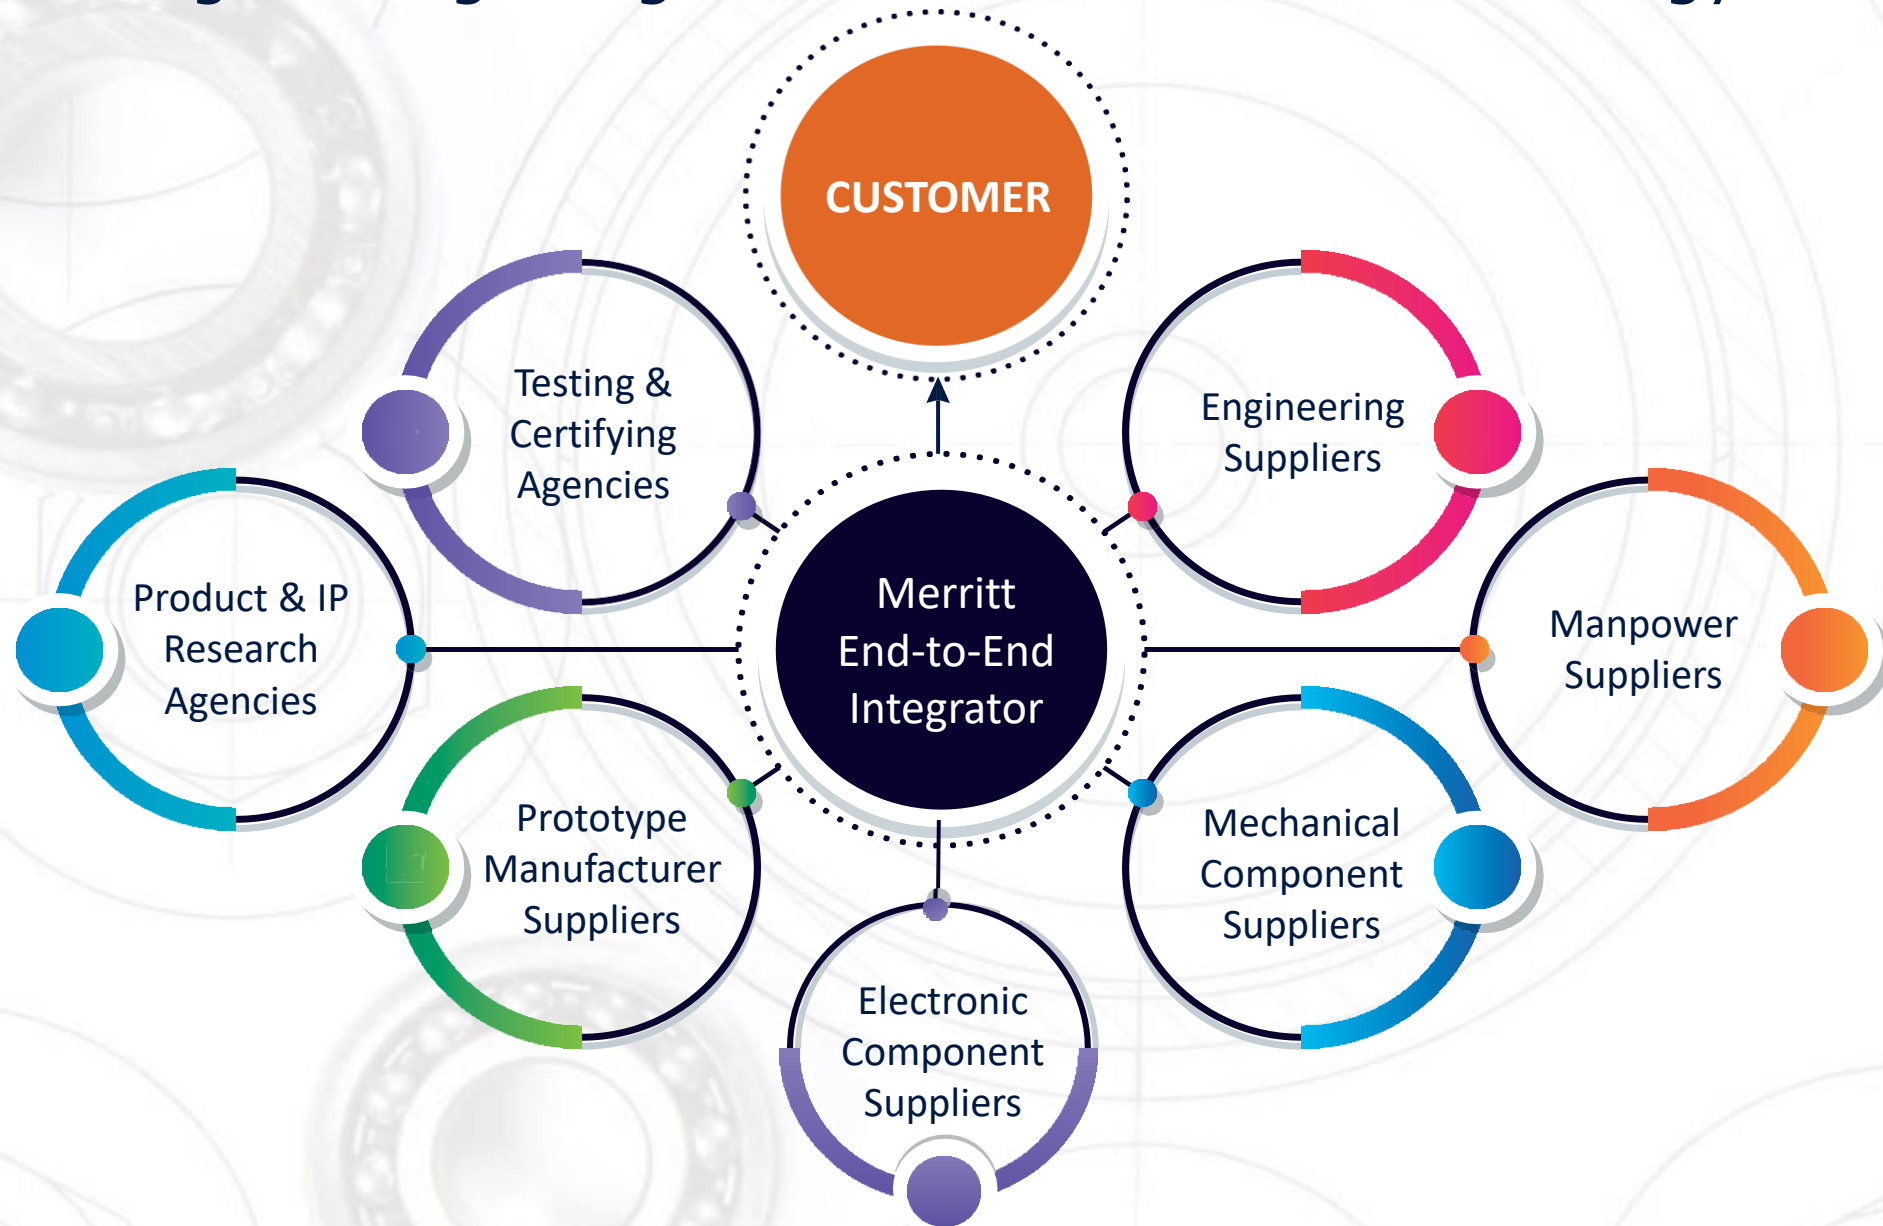 CUSTOMER
Testing &
Certifying
Agencies
Engineering
Suppliers
Product & IP
Research
Agencies
Merritt
End-to-End
Integrator
Manpower
Suppliers
Prototype
Manufacturer
Suppliers
Mechanical
Component
Suppliers
Electronic
Component
Suppliers